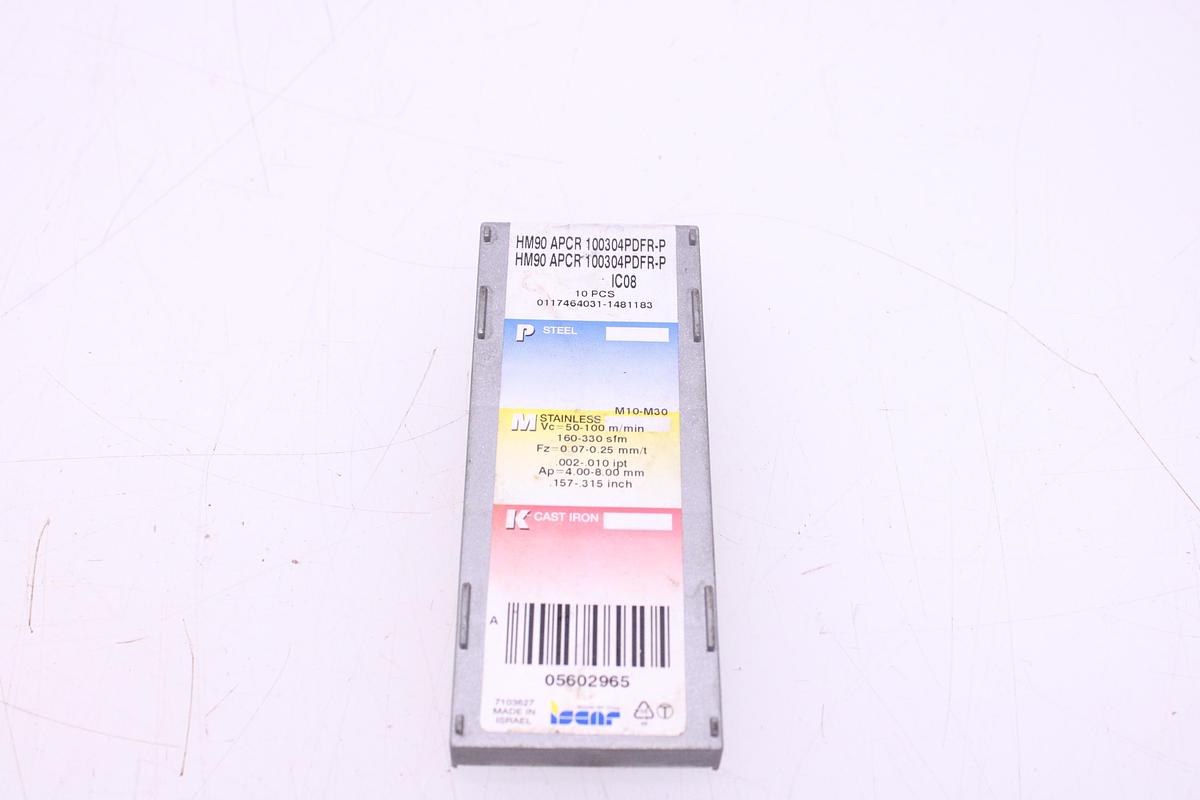 HM90 APCR 100304PDFR-P
HM90 APCR 100304PDFR-P
IC08
10 PCS
0117464031-1481183
P STEEL
M10-M30
M STAINLESS
Vc=50-100 m/min
160-330 sfm
Fz=0.07-0.25 mm/t
.002-.010 ipt
Ap=4.00-8.00 mm
.157-.315 inch
K CAST IRON
A
05602965
7103627
MADE IN
ISRAEL
iscar